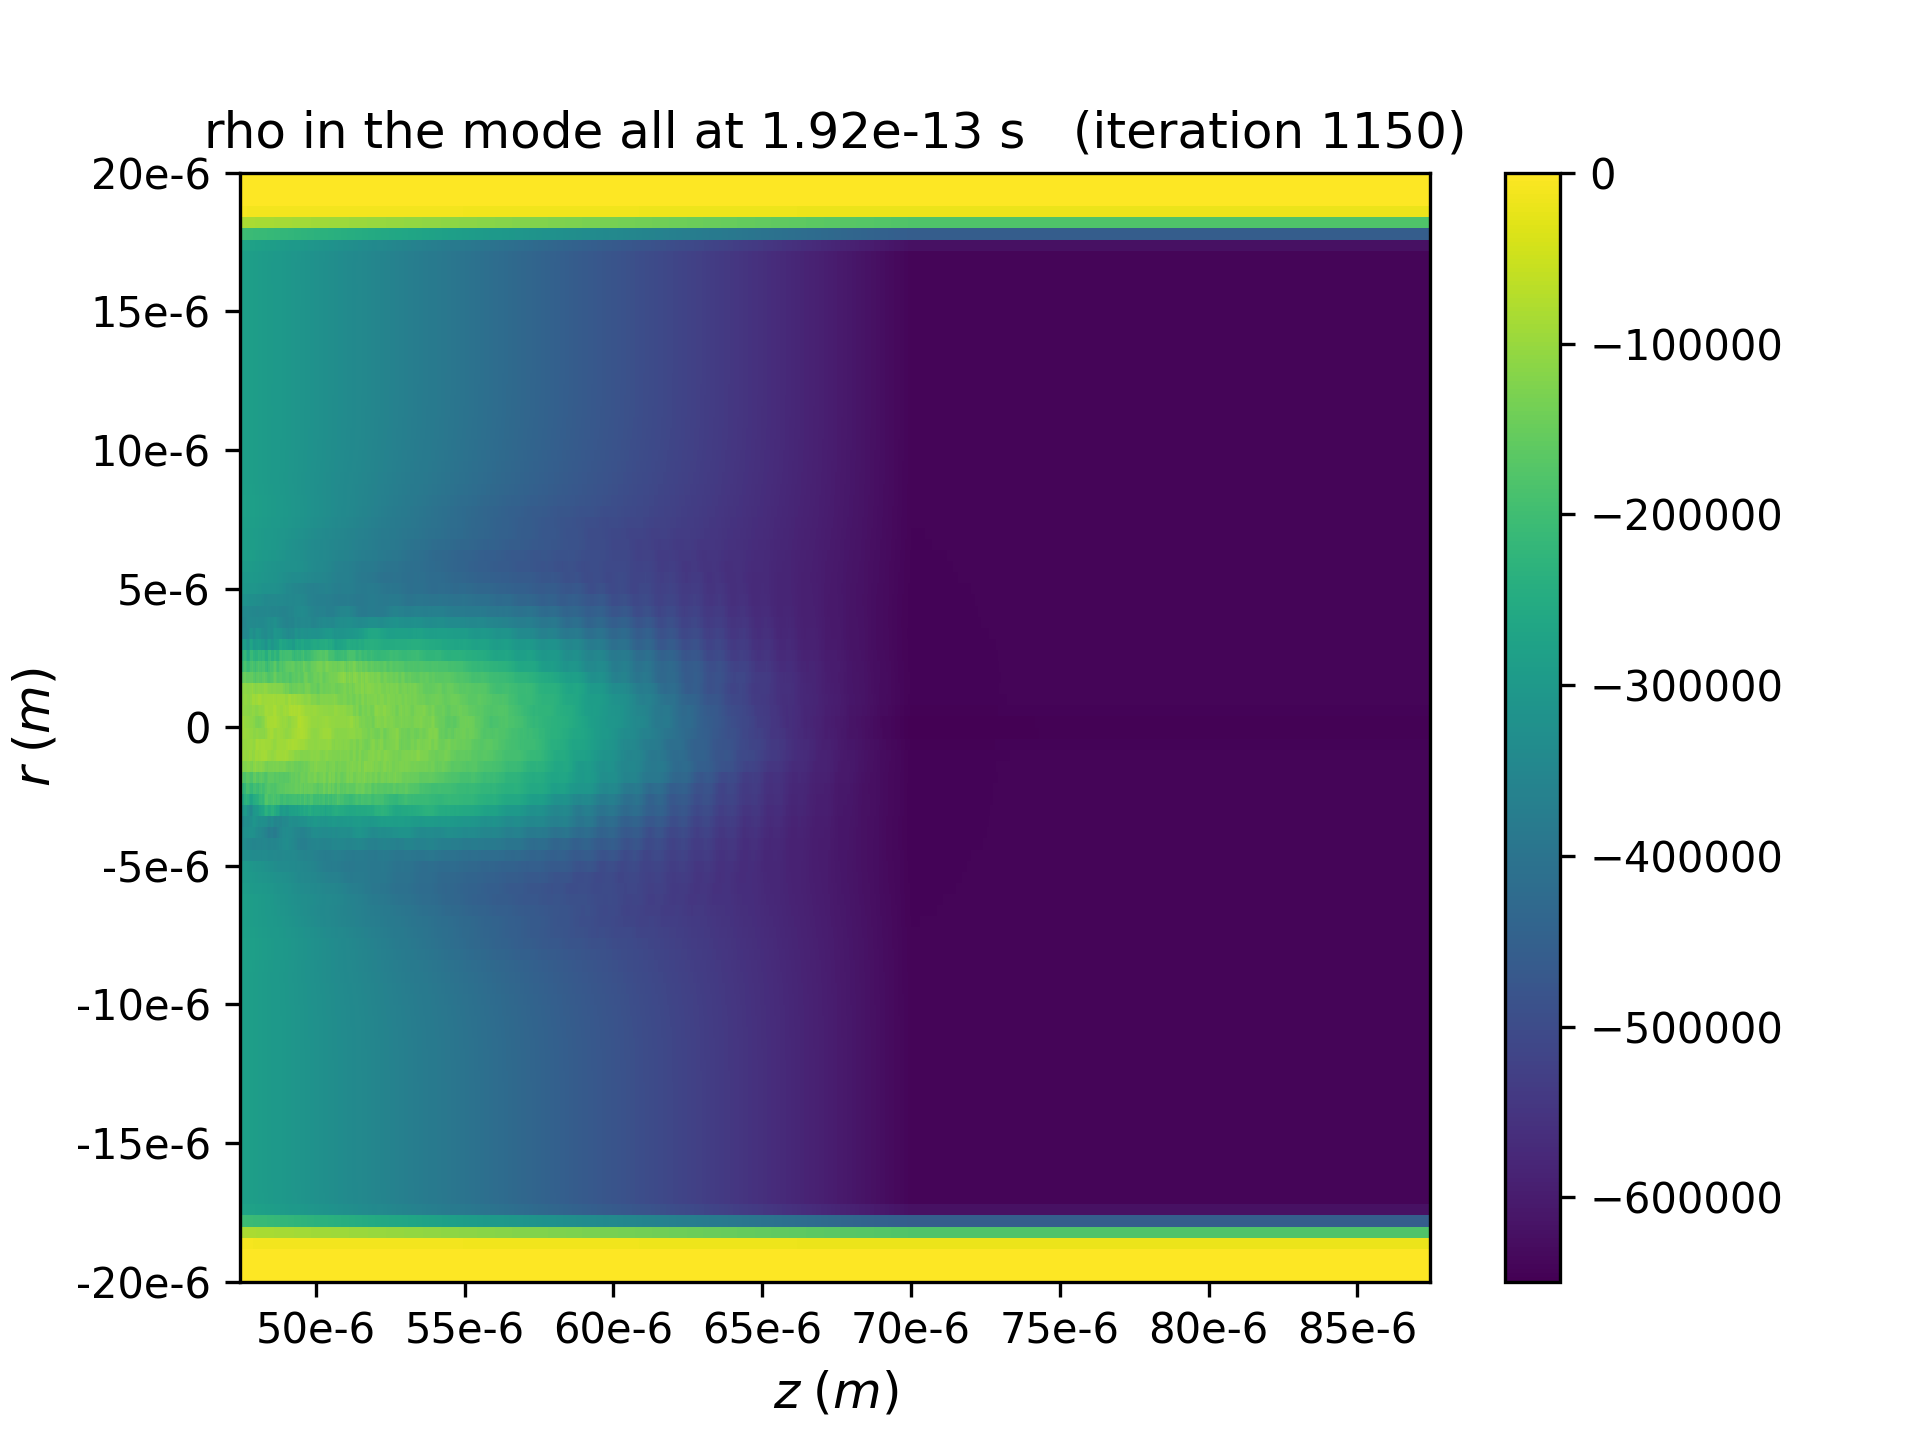 rho in the mode all at 1.92e-13 s   (iteration 1150)
20e-6
15e-6
10e-6
5e-6
0
-5e-6
-10e-6
-15e-6
-20e-6
r (m)
50e-6 55e-6 60e-6 65e-6 70e-6 75e-6 80e-6 85e-6
z (m)
0
−100000
−200000
−300000
−400000
−500000
−600000